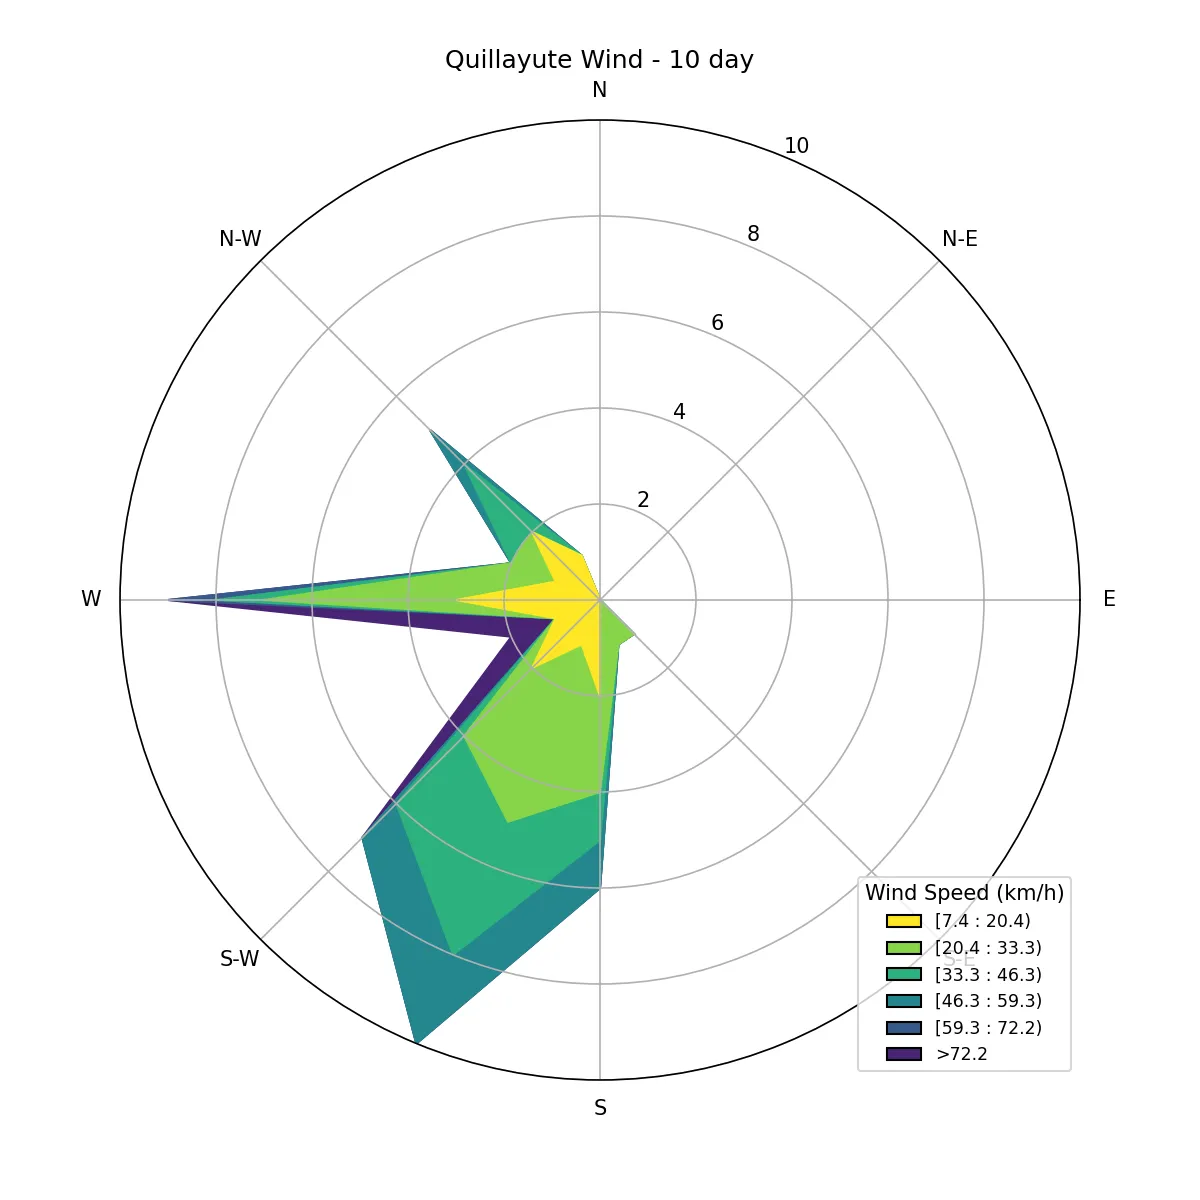 Quillayute Wind - 10 day
N
10
N-W
8
N-E
6
4
2
W
E
S-W
S-E
S
Wind Speed (km/h)
[7.4 : 20.4)
[20.4 : 33.3)
[33.3 : 46.3)
[46.3 : 59.3)
[59.3 : 72.2)
>72.2